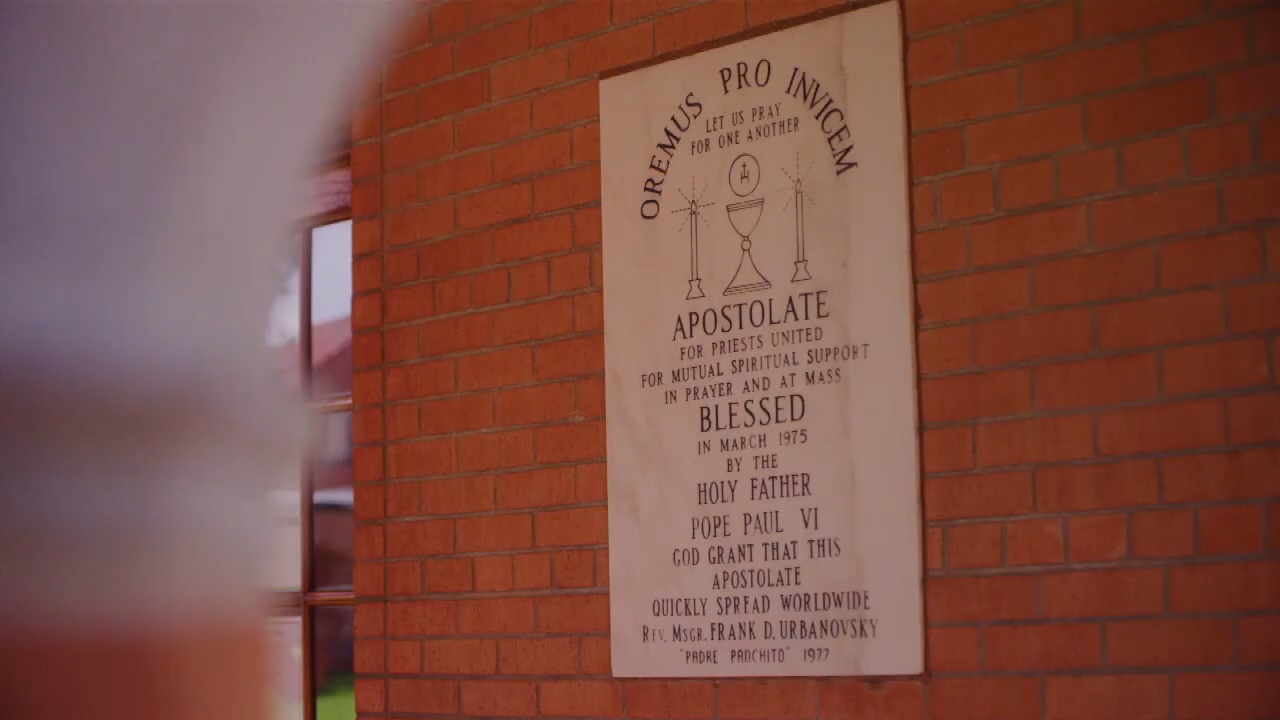 OREMUS PRO INVICEM
LET US PRAY
FOR ONE ANOTHER
APOSTOLATE
FOR PRIESTS UNITED
FOR MUTUAL SPIRITUAL SUPPORT
IN PRAYER AND AT MASS
BLESSED
IN MARCH 1975
BY THE
HOLY FATHER
POPE PAUL VI
GOD GRANT THAT THIS
APOSTOLATE
QUICKLY SPREAD WORLDWIDE
REV. MSGR. FRANK D. URBANOVSKY
"PADRE PANCHITO" 1977